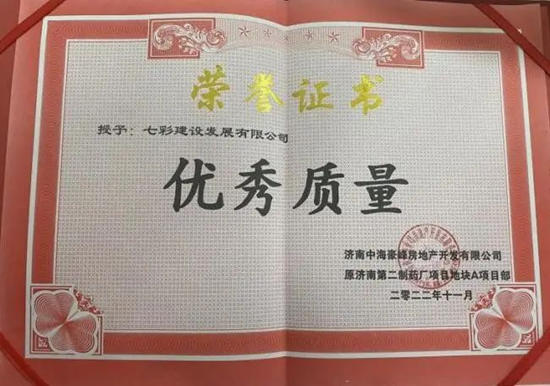 荣誉证书
授予：七彩建设发展有限公司
优秀质量
济南中海豪峰房地产开发有限公司
原济南第二制药厂项目地块A项目部
二零二二年十一月